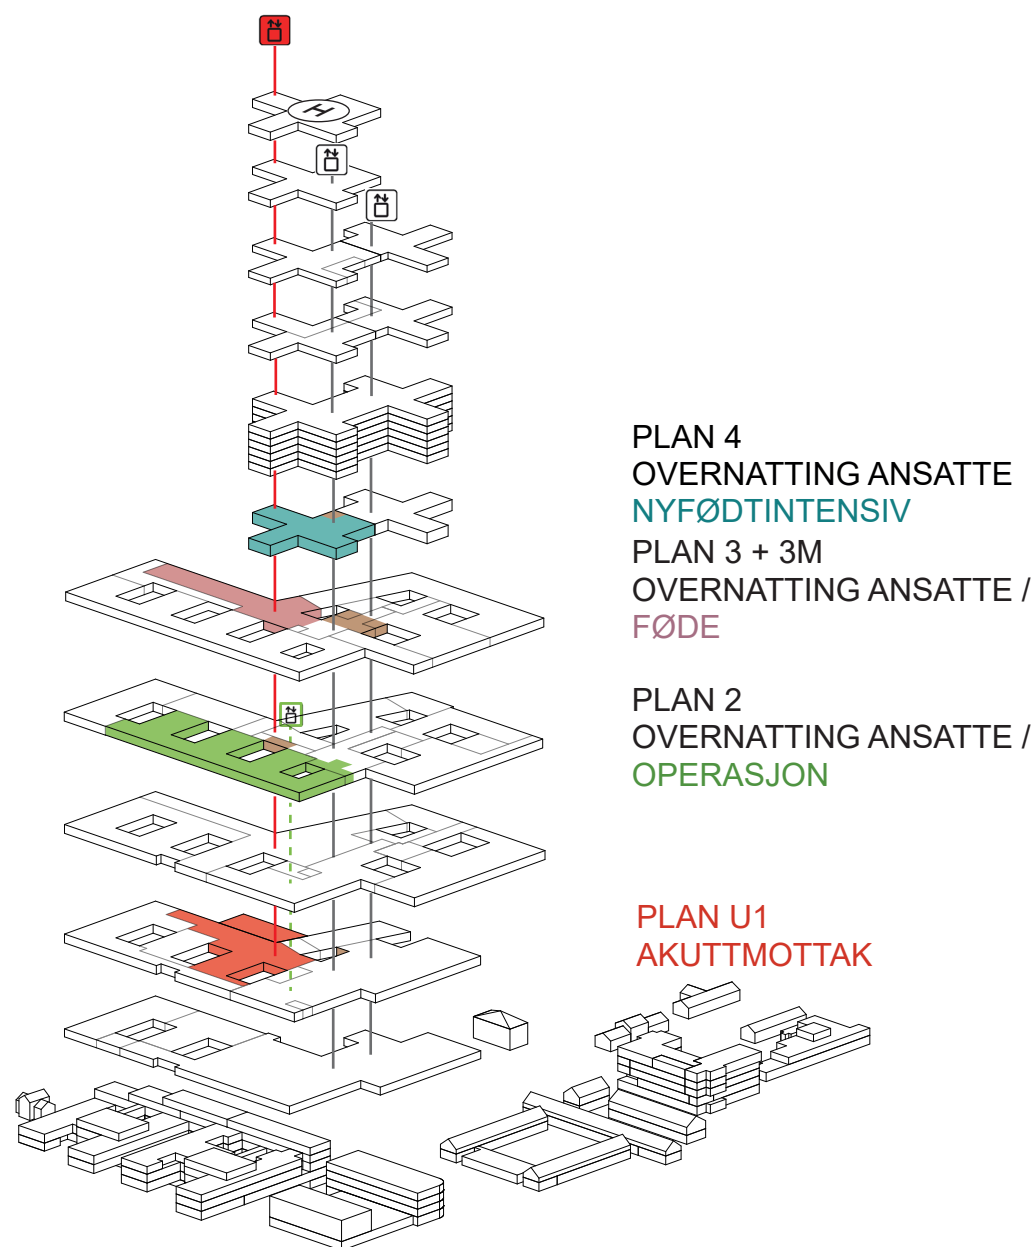 H
PLAN 4
OVERNATTING ANSATTE
NYFØDTINTENSIV
PLAN 3 + 3M
OVERNATTING ANSATTE /
FØDE
PLAN 2
OVERNATTING ANSATTE /
OPERASJON
PLAN U1
AKUTTMOTTAK